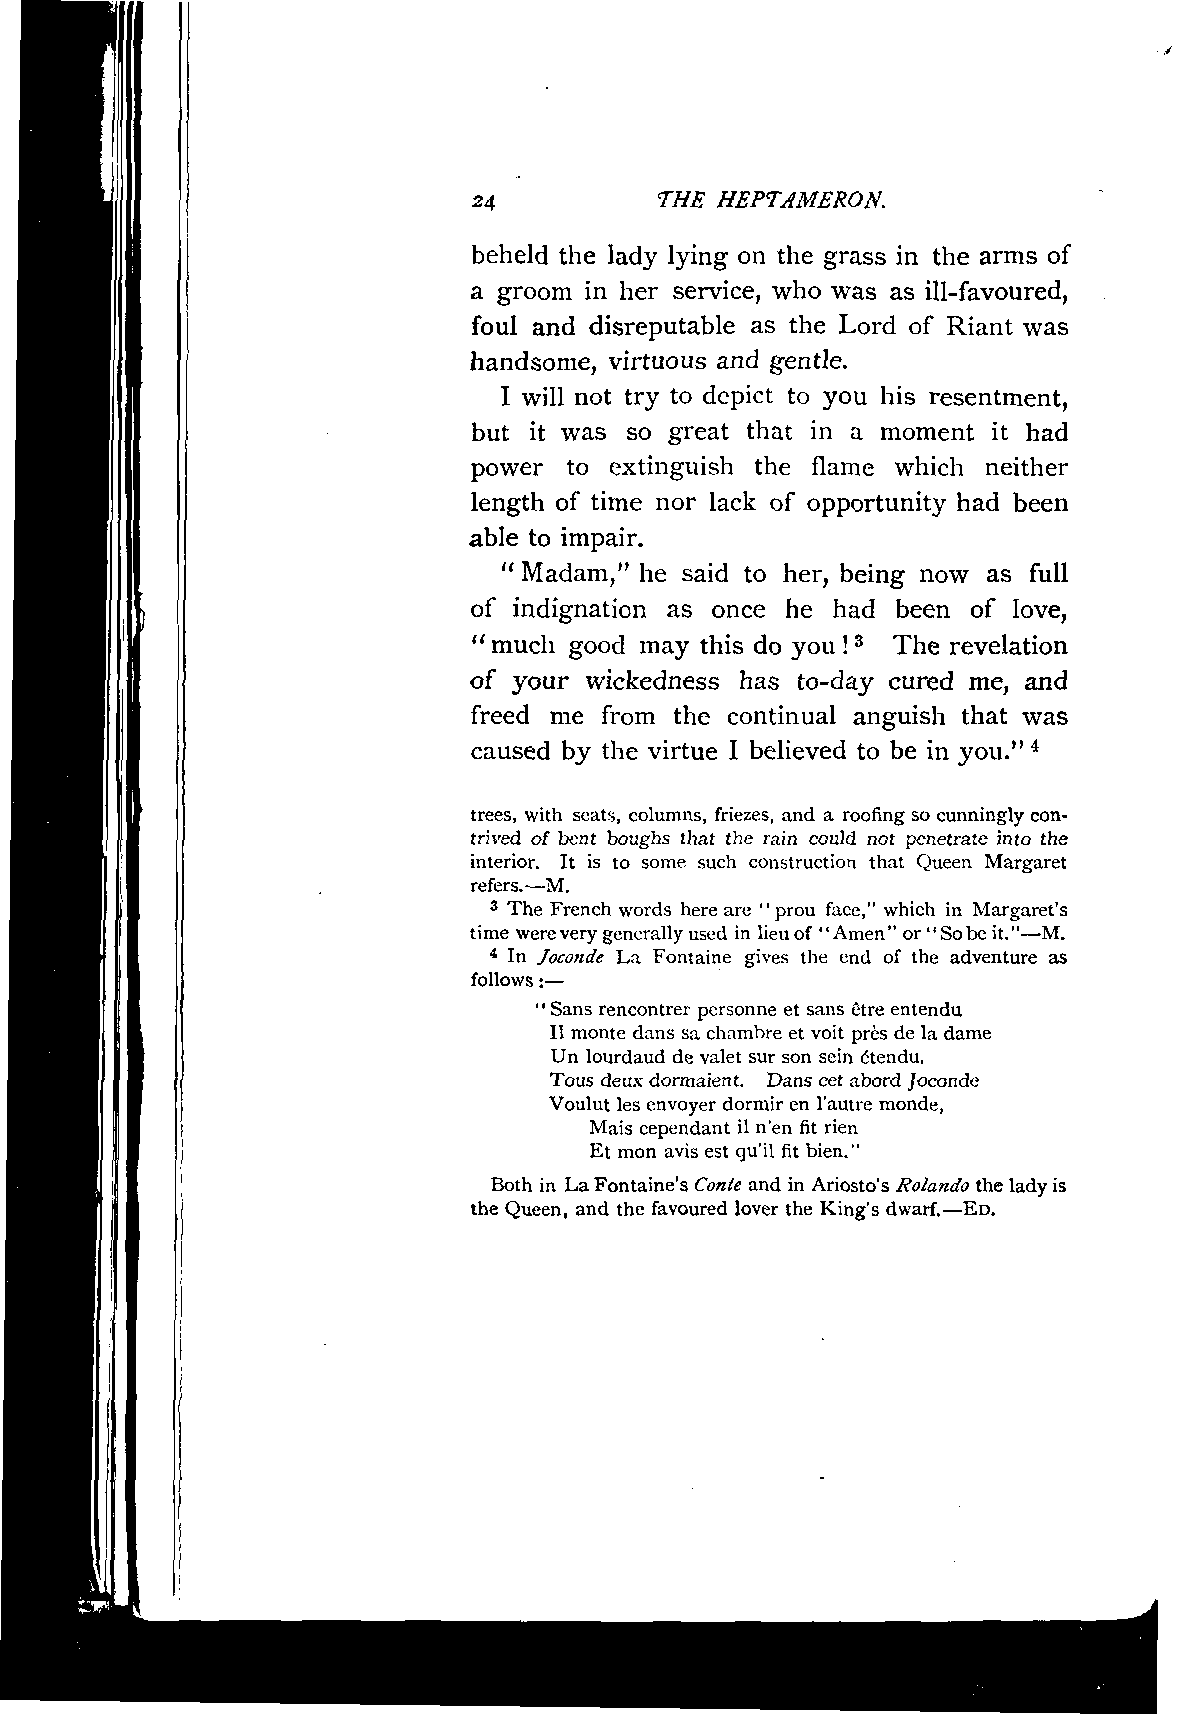 24 THE HEPTAMERON.
beheld the lady lying on the grass in the arms of
a groom in her service, who was as ill-favoured,
foul and disreputable as the Lord of Riant was
handsome, virtuous and gentle.
I will not try to depict to you his resentment,
but it was so great that in a moment it had
power to extinguish the flame which neither
length of time nor lack of opportunity had been
able to impair.
"Madam," he said to her, being now as full
of indignation as once he had been of love,
"much good may this do you!³ The revelation
of your wickedness has to-day cured me, and
freed me from the continual anguish that was
caused by the virtue I believed to be in you."⁴
trees, with seats, columns, friezes, and a roofing so cunningly con-
trived of bent boughs that the rain could not penetrate into the
interior. It is to some such construction that Queen Margaret
refers.—M.
³ The French words here are "prou face," which in Margaret's
time were very generally used in lieu of "Amen" or "So be it."—M.
⁴ In Joconde La Fontaine gives the end of the adventure as
follows:—
"Sans rencontrer personne et sans être entendu
Il monte dans sa chambre et voit près de la dame
Un lourdaud de valet sur son sein étendu.
Tous deux dormaient. Dans cet abord Joconde
Voulut les envoyer dormir en l'autre monde,
Mais cependant il n'en fit rien
Et mon avis est qu'il fit bien."
Both in La Fontaine's Conte and in Ariosto's Rolando the lady is
the Queen, and the favoured lover the King's dwarf.—ED.